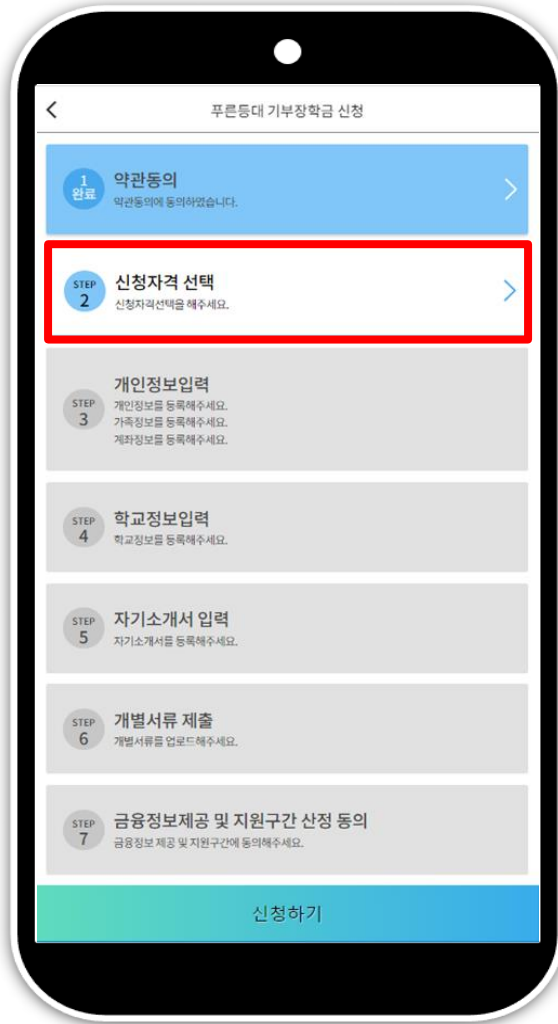 푸른등대 기부장학금 신청
1
완료
약관동의
약관동의에 동의하였습니다.
STEP
2
신청자격 선택
신청자격선택을 해주세요.
STEP
3
개인정보입력
개인정보를 등록해주세요.
가족정보를 등록해주세요.
계좌정보를 등록해주세요.
STEP
4
학교정보입력
학교정보를 등록해주세요.
STEP
5
자기소개서 입력
자기소개서를 등록해주세요.
STEP
6
개별서류 제출
개별서류를 업로드해주세요.
STEP
7
금융정보제공 및 지원구간 산정 동의
금융정보 제공 및 지원구간에 동의해주세요.
신청하기